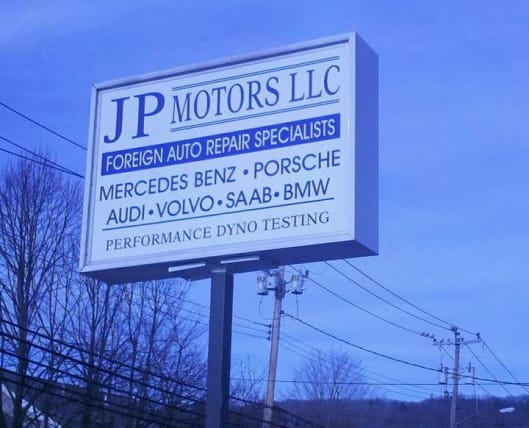 JP MOTORS LLC
FOREIGN AUTO REPAIR SPECIALISTS
MERCEDES BENZ • PORSCHE
AUDI • VOLVO • SAAB • BMW
PERFORMANCE DYNO TESTING